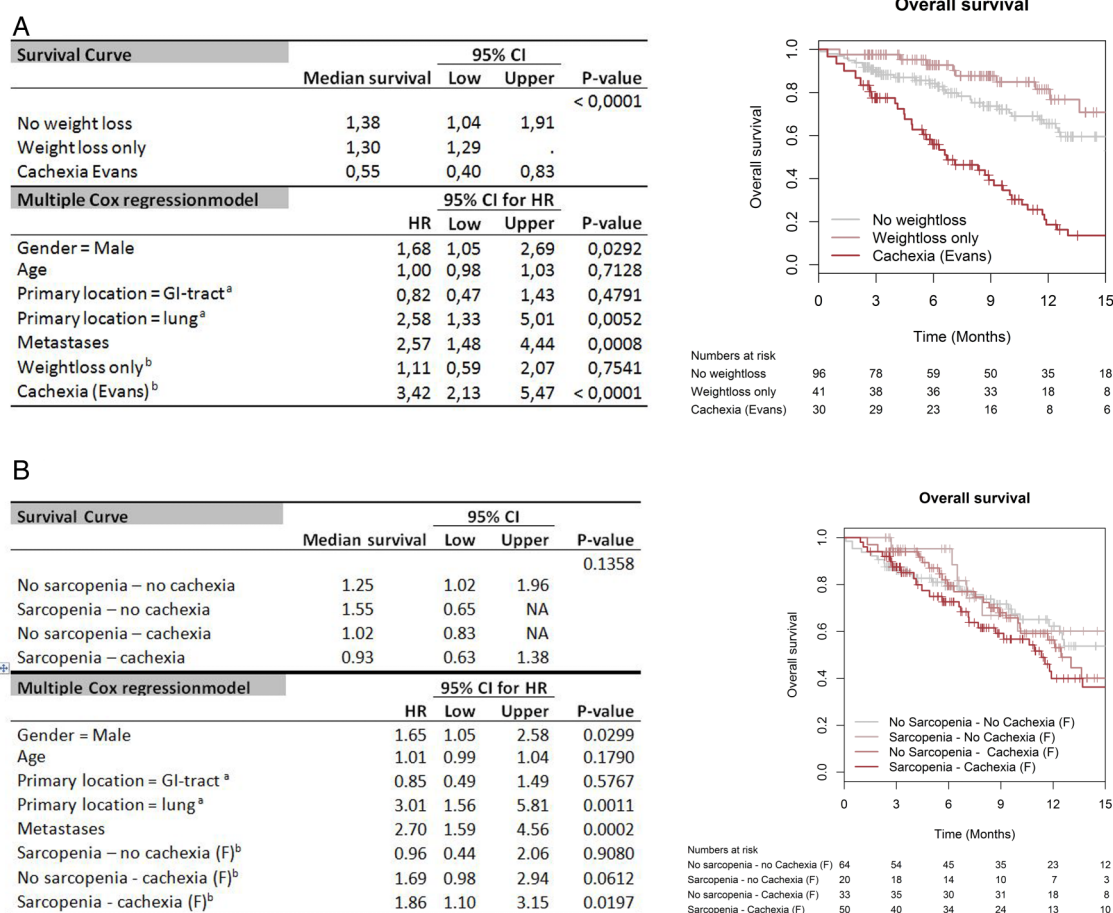 A
Survival Curve 95% CI
Median survival Low Upper P-value
< 0,0001
No weight loss 1,38 1,04 1,91
Weight loss only 1,30 1,29 .
Cachexia Evans 0,55 0,40 0,83
Multiple Cox regressionmodel 95% CI for HR
HR Low Upper P-value
Gender = Male 1,68 1,05 2,69 0,0292
Age 1,00 0,98 1,03 0,7128
Primary location = GI-tract a 0,82 0,47 1,43 0,4791
Primary location = lung a 2,58 1,33 5,01 0,0052
Metastases 2,57 1,48 4,44 0,0008
Weightloss only b 1,11 0,59 2,07 0,7541
Cachexia (Evans) b 3,42 2,13 5,47 < 0,0001
Overall survival
Overall survival
1.0
0.8
0.6
0.4
0.2
0.0
No weightloss
Weightloss only
Cachexia (Evans)
0 3 6 9 12 15
Time (Months)
Numbers at risk
No weightloss 96 78 59 50 35 18
Weightloss only 41 38 36 33 18 8
Cachexia (Evans) 30 29 23 16 8 6
B
Survival Curve 95% CI
Median survival Low Upper P-value
0.1358
No sarcopenia – no cachexia 1.25 1.02 1.96
Sarcopenia – no cachexia 1.55 0.65 NA
No sarcopenia – cachexia 1.02 0.83 NA
Sarcopenia – cachexia 0.93 0.63 1.38
Multiple Cox regressionmodel 95% CI for HR
HR Low Upper P-value
Gender = Male 1.65 1.05 2.58 0.0299
Age 1.01 0.99 1.04 0.1790
Primary location = GI-tract a 0.85 0.49 1.49 0.5767
Primary location = lung a 3.01 1.56 5.81 0.0011
Metastases 2.70 1.59 4.56 0.0002
Sarcopenia – no cachexia (F)b 0.96 0.44 2.06 0.9080
No sarcopenia - cachexia (F)b 1.69 0.98 2.94 0.0612
Sarcopenia - cachexia (F)b 1.86 1.10 3.15 0.0197
Overall survival
Overall survival
1.0
0.8
0.6
0.4
0.2
0.0
No Sarcopenia - No Cachexia (F)
Sarcopenia - No Cachexia (F)
No Sarcopenia - Cachexia (F)
Sarcopenia - Cachexia (F)
0 3 6 9 12 15
Time (Months)
Numbers at risk
No sarcopenia - no Cachexia (F) 64 54 45 35 23 12
Sarcopenia - no Cachexia (F) 20 18 14 10 7 3
No sarcopenia - Cachexia (F) 33 35 30 31 18 8
Sarcopenia - Cachexia (F) 50 40 34 24 13 10